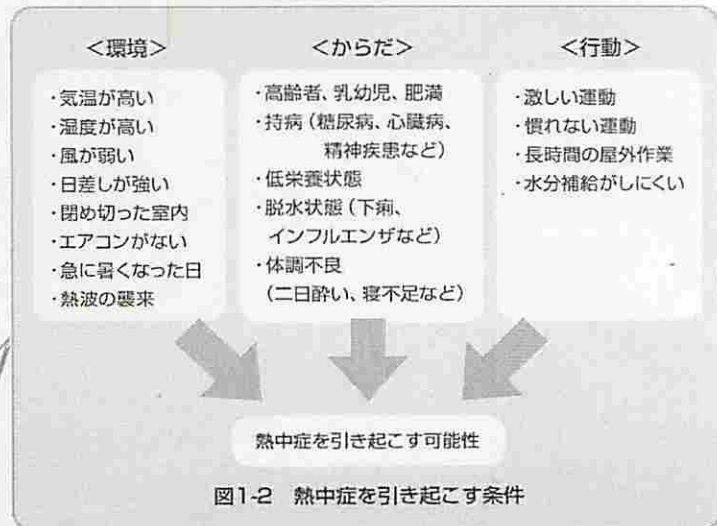 <環境>
・気温が高い
・湿度が高い
・風が弱い
・日差しが強い
・閉め切った室内
・エアコンがない
・急に暑くなった日
・熱波の襲来
<からだ>
・高齢者、乳幼児、肥満
・持病(糖尿病、心臓病、
精神疾患など)
・低栄養状態
・脱水状態(下痢、
インフルエンザなど)
・体調不良
(二日酔い、寝不足など)
<行動>
・激しい運動
・慣れない運動
・長時間の屋外作業
・水分補給がしにくい
熱中症を引き起こす可能性
図1-2 熱中症を引き起こす条件